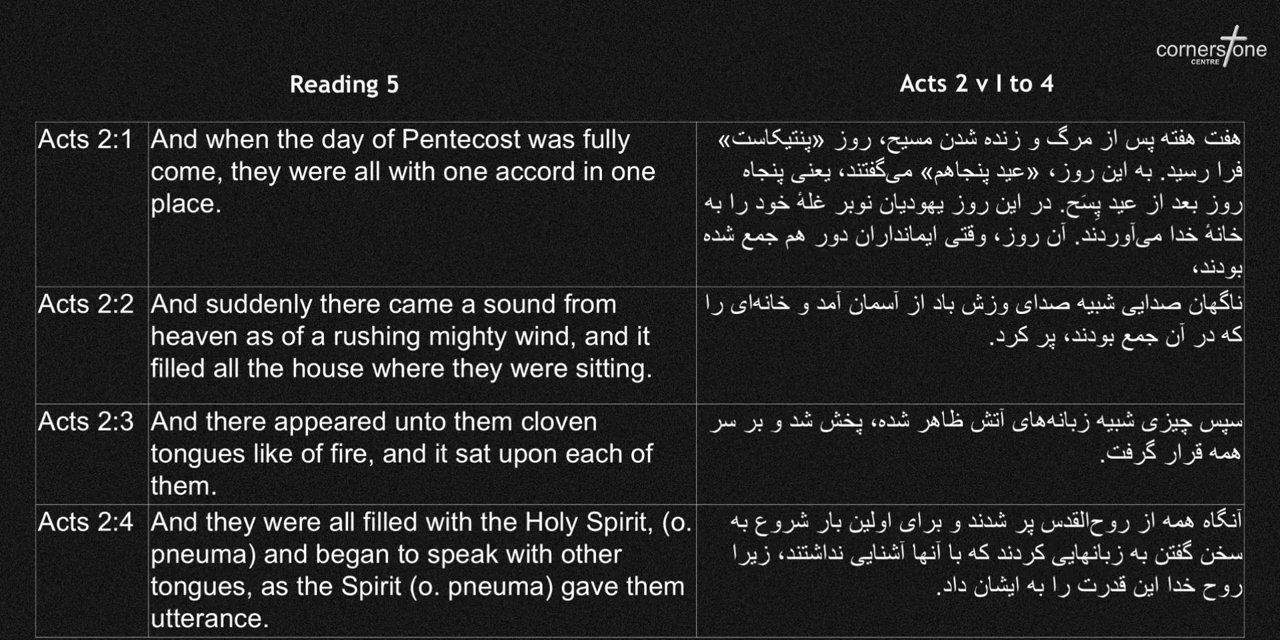 cornerstone
CENTRE
Reading 5
Acts 2 v I to 4
Acts 2:1
And when the day of Pentecost was fully
come, they were all with one accord in one
place.
هفت هفته پس از مرگ و زنده شدن مسیح، روز «پنتیکاست»
فرا رسید. به این روز، «عید پنجاهم» می‌گفتند، یعنی پنجاه
روز بعد از عید پِسَح. در این روز یهودیان نوبر غلهٔ خود را به
خانهٔ خدا می‌آوردند. آن روز، وقتی ایمانداران دور هم جمع شده
بودند،
Acts 2:2
And suddenly there came a sound from
heaven as of a rushing mighty wind, and it
filled all the house where they were sitting.
ناگهان صدایی شبیه صدای وزش باد از آسمان آمد و خانه‌ای را
که در آن جمع بودند، پر کرد.
Acts 2:3
And there appeared unto them cloven
tongues like of fire, and it sat upon each of
them.
سپس چیزی شبیه زبانه‌های آتش ظاهر شده، پخش شد و بر سر
همه قرار گرفت.
Acts 2:4
And they were all filled with the Holy Spirit, (o.
pneuma) and began to speak with other
tongues, as the Spirit (o. pneuma) gave them
utterance.
آنگاه همه از روح‌القدس پر شدند و برای اولین بار شروع به
سخن گفتن به زبانهایی کردند که با آنها آشنایی نداشتند، زیرا
روح خدا این قدرت را به ایشان داد.